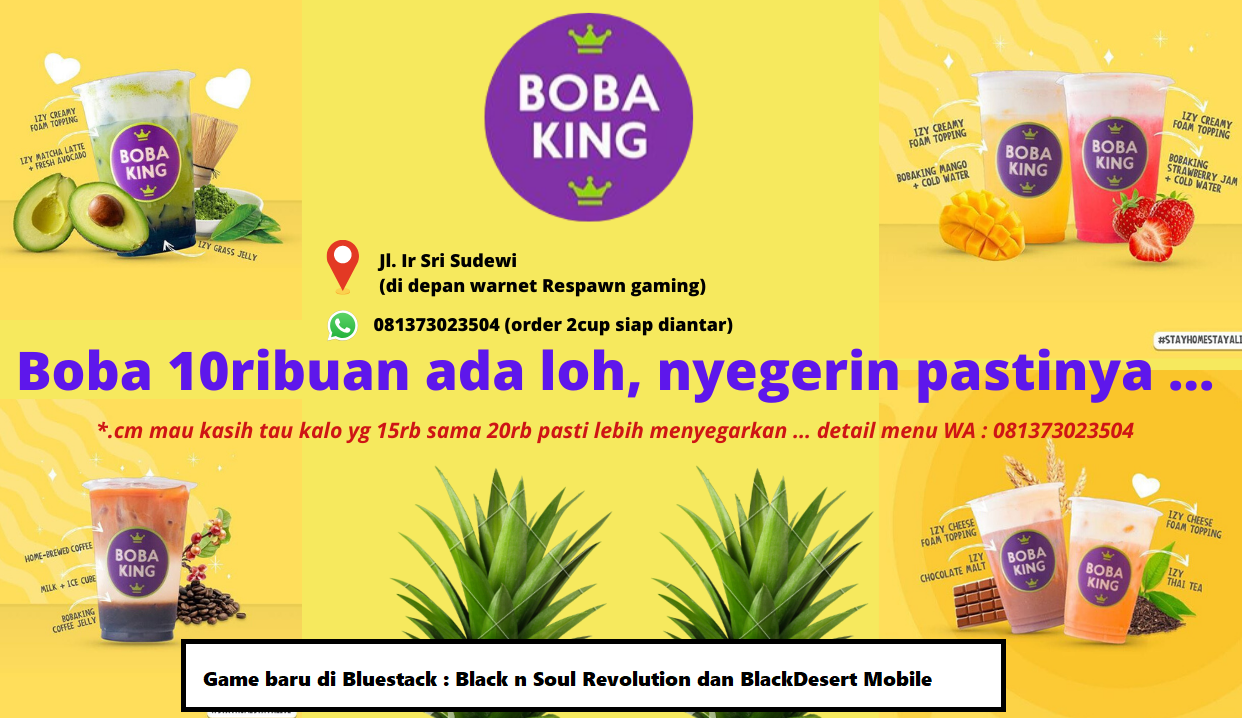 BOBA
KING
IZY CREAMY
FOAM TOPPING
IZY MATCHA LATTE
+ FRESH AVOCADO
BOBA
KING
IZY GRASS JELLY
IZY CREAMY
FOAM TOPPING
BOBAKING MANGO
+ COLD WATER
BOBA
KING
BOBA
KING
IZY CREAMY
FOAM TOPPING
BOBAKING
STRAWBERRY JAM
+ COLD WATER
#STAYHOMESTAYALI
Jl. Ir Sri Sudewi
(di depan warnet Respawn gaming)
081373023504 (order 2cup siap diantar)
Boba 10ribuan ada loh, nyegerin pastinya ...
*.cm mau kasih tau kalo yg 15rb sama 20rb pasti lebih menyegarkan ... detail menu WA : 081373023504
HOME-BREWED COFFEE
MILK + ICE CUBE
BOBAKING
COFFEE JELLY
BOBA
KING
IZY CHEESE
FOAM TOPPING
IZY
CHOCOLATE MALT
BOBA
KING
BOBA
KING
IZY CHEESE
FOAM TOPPING
IZY
THAI TEA
Game baru di Bluestack : Black n Soul Revolution dan BlackDesert Mobile